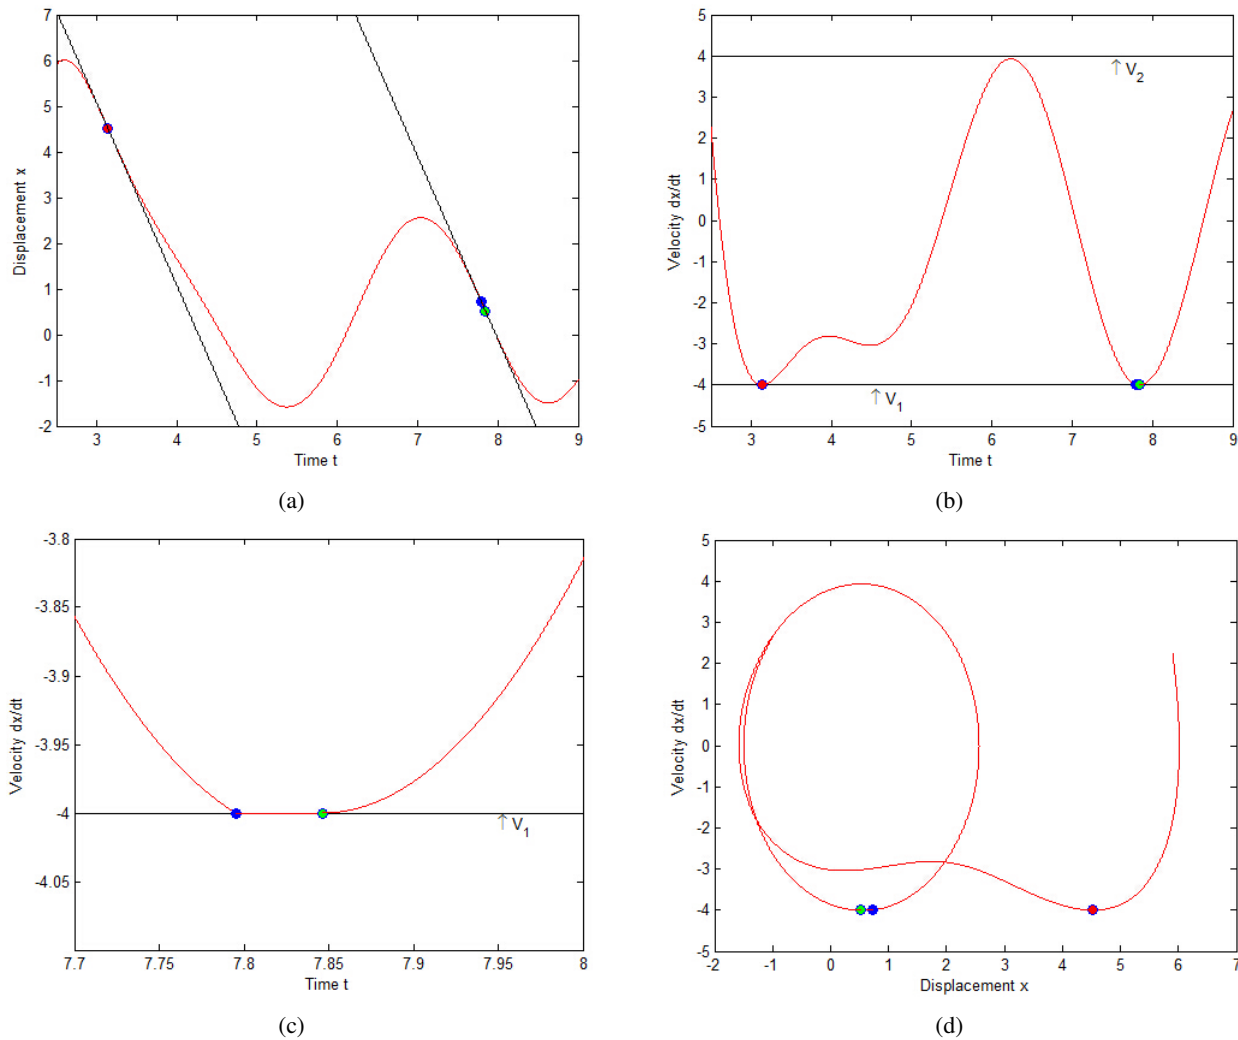 7
6
5
4
3
2
1
0
-1
-2
3 4 5 6 7 8 9
Displacement x
Time t
(a)
5
4
3
2
1
0
-1
-2
-3
-4
-5
3 4 5 6 7 8 9
Velocity dx/dt
Time t
↑ V2
↑ V1
(b)
-3.8
-3.85
-3.9
-3.95
-4
-4.05
7.7 7.75 7.8 7.85 7.9 7.95 8
Velocity dx/dt
Time t
↑ V1
(c)
5
4
3
2
1
0
-1
-2
-3
-4
-5
-2 -1 0 1 2 3 4 5 6 7
Velocity dx/dt
Displacement x
(d)